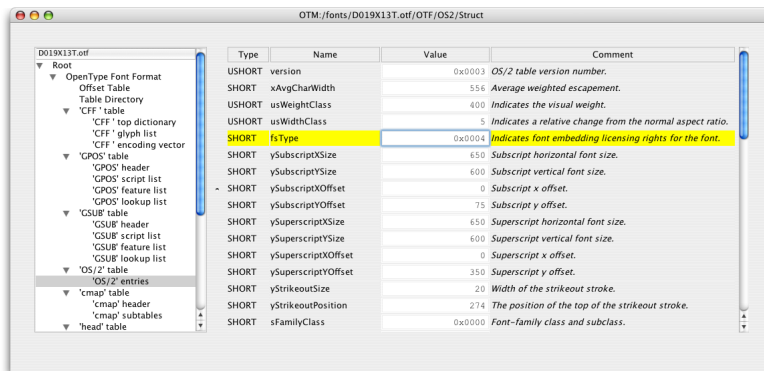 OTM:/fonts/D019X13T.otf/OTF/OS2/Struct
D019X13T.otf
Root
OpenType Font Format
Offset Table
Table Directory
'CFF ' table
'CFF ' top dictionary
'CFF ' glyph list
'CFF ' encoding vector
'GPOS' table
'GPOS' header
'GPOS' script list
'GPOS' feature list
'GPOS' lookup list
'GSUB' table
'GSUB' header
'GSUB' script list
'GSUB' feature list
'GSUB' lookup list
'OS/2' table
'OS/2' entries
'cmap' table
'cmap' header
'cmap' subtables
'head' table
Type Name Value Comment
USHORT version 0x0003 OS/2 table version number.
SHORT xAvgCharWidth 556 Average weighted escapement.
USHORT usWeightClass 400 Indicates the visual weight.
USHORT usWidthClass 5 Indicates a relative change from the normal aspect ratio.
SHORT fsType 0x0004 Indicates font embedding licensing rights for the font.
SHORT ySubscriptXSize 650 Subscript horizontal font size.
SHORT ySubscriptYSize 600 Subscript vertical font size.
SHORT ySubscriptXOffset 0 Subscript x offset.
SHORT ySubscriptYOffset 75 Subscript y offset.
SHORT ySuperscriptXSize 650 Superscript horizontal font size.
SHORT ySuperscriptYSize 600 Superscript vertical font size.
SHORT ySuperscriptXOffset 0 Superscript x offset.
SHORT ySuperscriptYOffset 350 Superscript y offset.
SHORT yStrikeoutSize 20 Width of the strikeout stroke.
SHORT yStrikeoutPosition 274 The position of the top of the strikeout stroke.
SHORT sFamilyClass 0x0000 Font-family class and subclass.